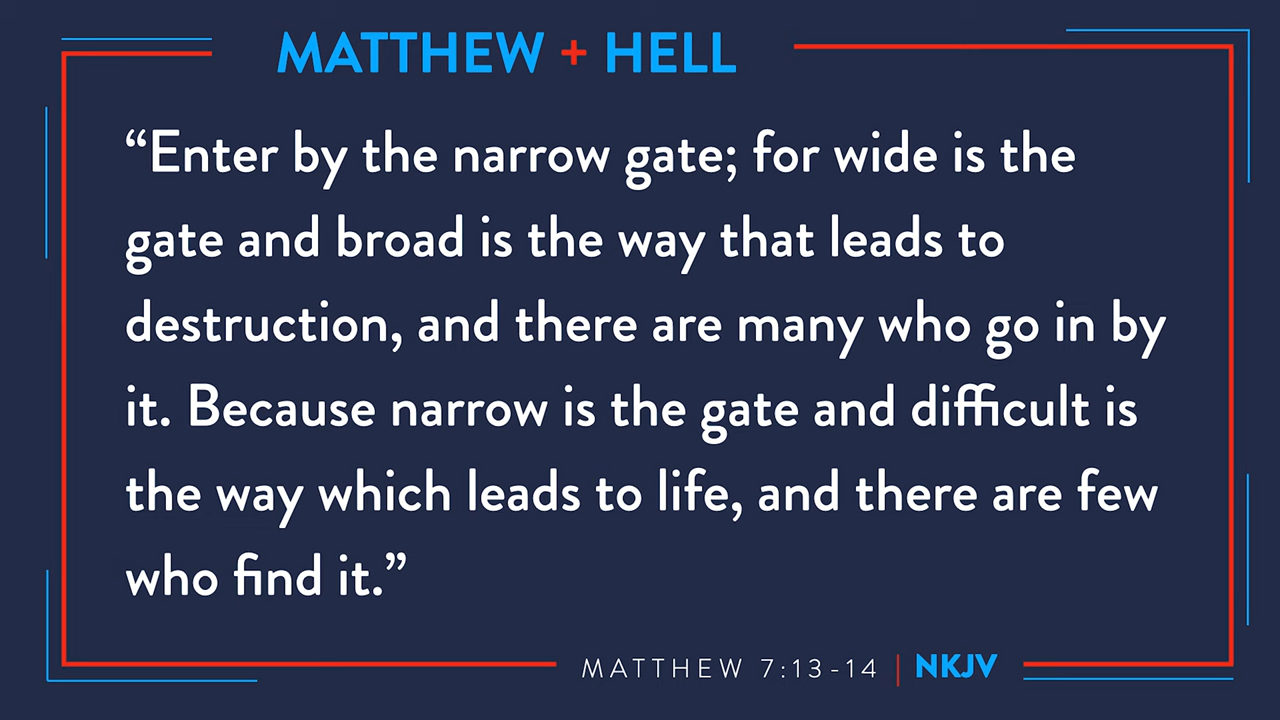 MATTHEW + HELL
“Enter by the narrow gate; for wide is the
gate and broad is the way that leads to
destruction, and there are many who go in by
it. Because narrow is the gate and difficult is
the way which leads to life, and there are few
who find it.”
MATTHEW 7:13-14 | NKJV